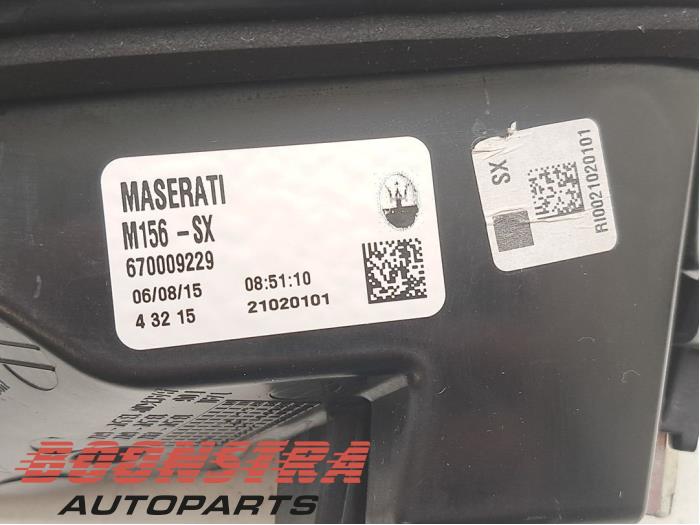 MASERATI
M156 -SX
670009229
06/08/15 08:51:10
4 32 15 21020101
SX
RI0021020101
BOONSTRA
AUTOPARTS